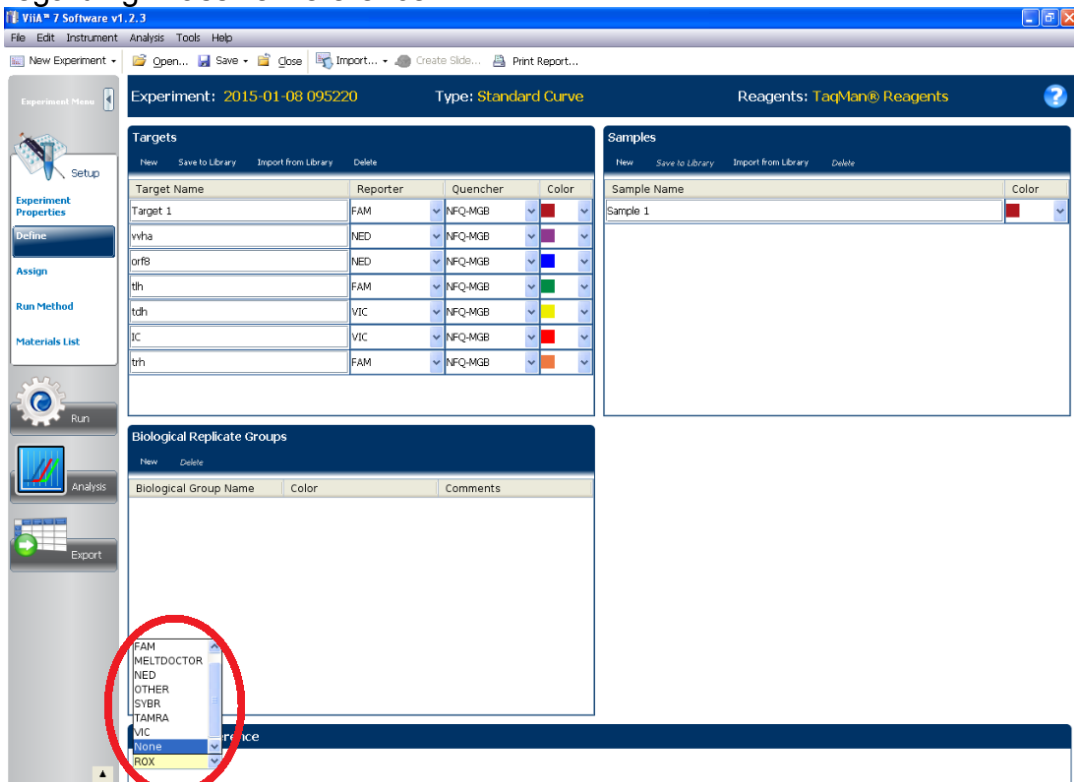 ViiA™ 7 Software v1.2.3
File Edit Instrument Analysis Tools Help
New Experiment Open... Save Close Import... Create Slide... Print Report...
Experiment Menu
Experiment: 2015-01-08 095220 Type: Standard Curve Reagents: TaqMan® Reagents
Setup
Experiment Properties
Define
Assign
Run Method
Materials List
Run
Analysis
Export
Targets
New Save to Library Import from Library Delete
Target Name Reporter Quencher Color
Target 1 FAM NFQ-MGB
vvha NED NFQ-MGB
orf8 NED NFQ-MGB
tlh FAM NFQ-MGB
tdh VIC NFQ-MGB
IC VIC NFQ-MGB
trh FAM NFQ-MGB
Samples
New Save to Library Import from Library Delete
Sample Name Color
Sample 1
Biological Replicate Groups
New Delete
Biological Group Name Color Comments
FAM
MELTDOCTOR
NED
OTHER
SYBR
TAMRA
VIC
None
ROX